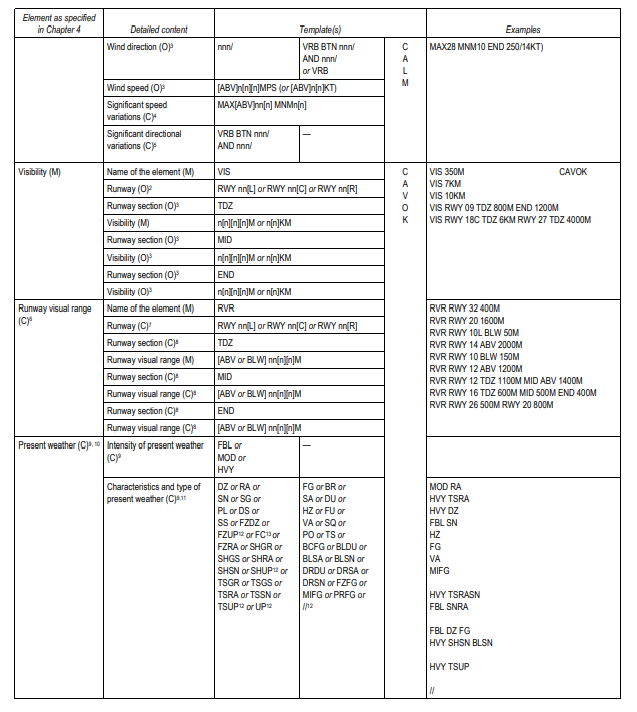 Element as specified
in Chapter 4
Detailed content
Template(s)
Examples
Wind direction (O)³
nnn/
VRB BTN nnn/
AND nnn/
or VRB
C
A
L
M
MAX28 MNM10 END 250/14KT)
Wind speed (O)³
[ABV]n[n][n]MPS (or [ABV]n[n]KT)
Significant speed
variations (C)⁴
MAX[ABV]nn[n] MNMn[n]
Significant directional
variations (C)⁵
VRB BTN nnn/
AND nnn/
—
Visibility (M)
Name of the element (M)
VIS
C
A
V
O
K
VIS 350M CAVOK
VIS 7KM
VIS 10KM
VIS RWY 09 TDZ 800M END 1200M
VIS RWY 18C TDZ 6KM RWY 27 TDZ 4000M
Runway (O)²
RWY nn[L] or RWY nn[C] or RWY nn[R]
Runway section (O)³
TDZ
Visibility (M)
n[n][n][n]M or n[n]KM
Runway section (O)³
MID
Visibility (O)³
n[n][n][n]M or n[n]KM
Runway section (O)³
END
Visibility (O)³
n[n][n][n]M or n[n]KM
Runway visual range
(C)⁶
Name of the element (M)
RVR
RVR RWY 32 400M
RVR RWY 20 1600M
RVR RWY 10L BLW 50M
RVR RWY 14 ABV 2000M
RVR RWY 10 BLW 150M
RVR RWY 12 ABV 1200M
RVR RWY 12 TDZ 1100M MID ABV 1400M
RVR RWY 16 TDZ 600M MID 500M END 400M
RVR RWY 26 500M RWY 20 800M
Runway (C)⁷
RWY nn[L] or RWY nn[C] or RWY nn[R]
Runway section (C)⁸
TDZ
Runway visual range (M)
[ABV or BLW] nn[n][n]M
Runway section (C)⁸
MID
Runway visual range (C)⁸
[ABV or BLW] nn[n][n]M
Runway section (C)⁸
END
Runway visual range (C)⁸
[ABV or BLW] nn[n][n]M
Present weather (C)⁹, ¹⁰
Intensity of present weather
(C)⁹
FBL or
MOD or
HVY
—
Characteristics and type of
present weather (C)⁹,¹¹
DZ or RA or
SN or SG or
PL or DS or
SS or FZDZ or
FZUP¹² or FC¹³ or
FZRA or SHGR or
SHGS or SHRA or
SHSN or SHUP¹² or
TSGR or TSGS or
TSRA or TSSN or
TSUP¹² or UP¹²
FG or BR or
SA or DU or
HZ or FU or
VA or SQ or
PO or TS or
BCFG or BLDU or
BLSA or BLSN or
DRDU or DRSA or
DRSN or FZFG or
MIFG or PRFG or
//¹²
MOD RA
HVY TSRA
HVY DZ
FBL SN
HZ
FG
VA
MIFG
HVY TSRASN
FBL SNRA
FBL DZ FG
HVY SHSN BLSN
HVY TSUP
//